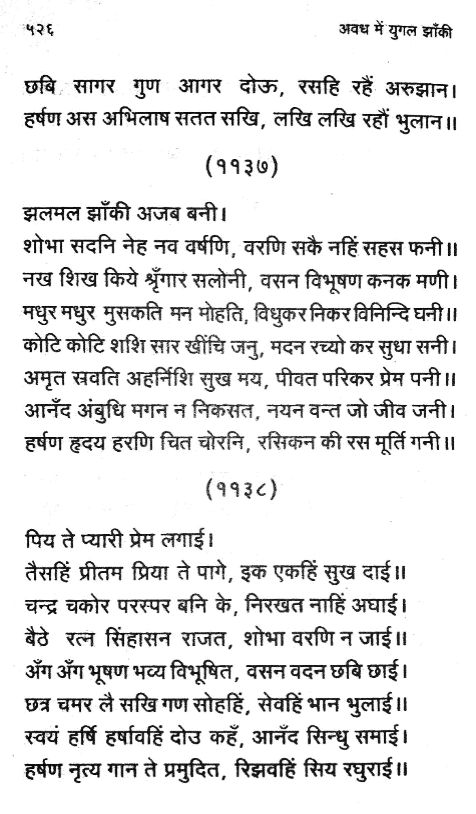 ५२६ अवध में युगल झाँकी
छबि सागर गुण आगर दोऊ, रसहि रहैं अरुझान।
हर्षण अस अभिलाष सतत सखि, लखि लखि रहौं भुलान॥
(११३७)
झलमल झाँकी अजब बनी।
शोभा सदनि नेह नव वर्षणि, वरणि सकै नहिं सहस फनी॥
नख शिख किये श्रृँगार सलोनी, वसन विभूषण कनक मणी।
मधुर मधुर मुसकति मन मोहति, विधुकर निकर विनिन्दि घनी॥
कोटि कोटि शशि सार खींचि जनु, मदन रच्यो कर सुधा सनी।
अमृत स्रवति अहर्निशि सुख मय, पीवत परिकर प्रेम पनी॥
आनँद अंबुधि मगन न निकसत, नयन वन्त जो जीव जनी।
हर्षण हृदय हरणि चित चोरनि, रसिकन की रस मूर्ति गनी॥
(११३८)
पिय ते प्यारी प्रेम लगाई।
तैसहिं प्रीतम प्रिया ते पागे, इक एकहिं सुख दाई॥
चन्द्र चकोर परस्पर बनि के, निरखत नाहिं अघाई।
बैठे रत्न सिंहासन राजत, शोभा वरणि न जाई॥
अँग अँग भूषण भव्य विभूषित, वसन वदन छबि छाई।
छत्र चमर लै सखि गण सोहहिं, सेवहिं भान भुलाई॥
स्वयं हर्षि हर्षावहिं दोउ कहँ, आनँद सिन्धु समाई।
हर्षण नृत्य गान ते प्रमुदित, रिझवहिं सिय रघुराई॥